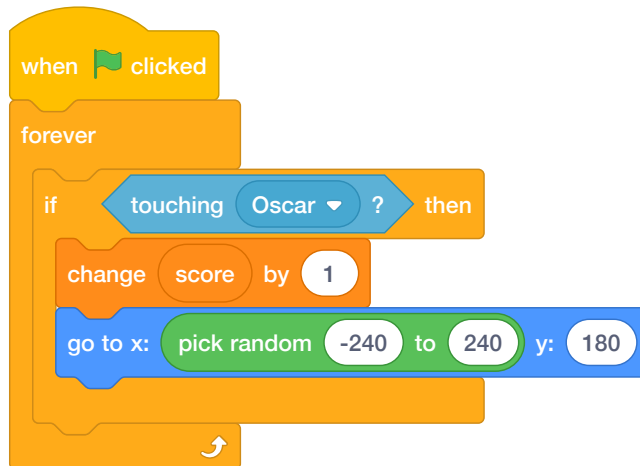 when clicked
forever
if touching Oscar ? then
change score by 1
go to x: pick random -240 to 240 y: 180